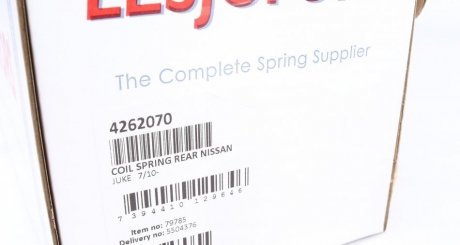 The Complete Spring Supplier
4262070
COIL SPRING REAR NISSAN
JUKE 7/10-
7 394410 129646
Item no: 79785
Delivery no: 5504376